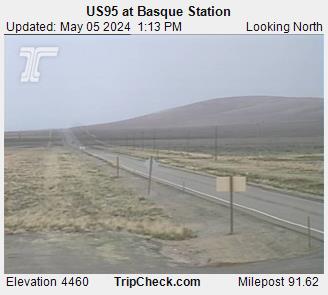 US95 at Basque Station
Updated: May 05 2024 1:13 PM Looking North
Elevation 4460 TripCheck.com Milepost 91.62